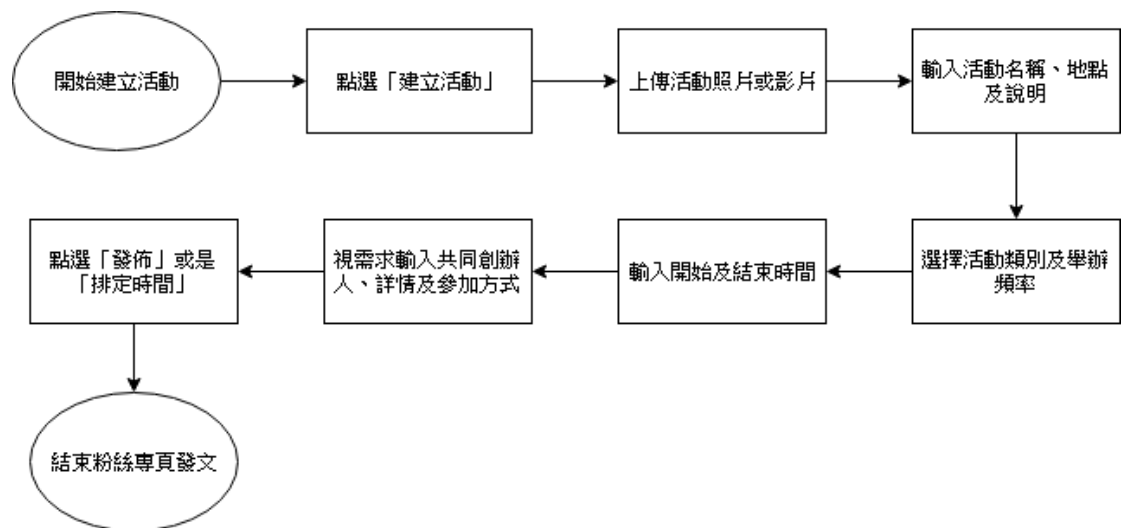 開始建立活動
點選「建立活動」
上傳活動照片或影片
輸入活動名稱、地點
及說明
選擇活動類別及舉辦
頻率
輸入開始及結束時間
視需求輸入共同創辦
人、詳情及參加方式
點選「發佈」或是
「排定時間」
結束粉絲專頁發文